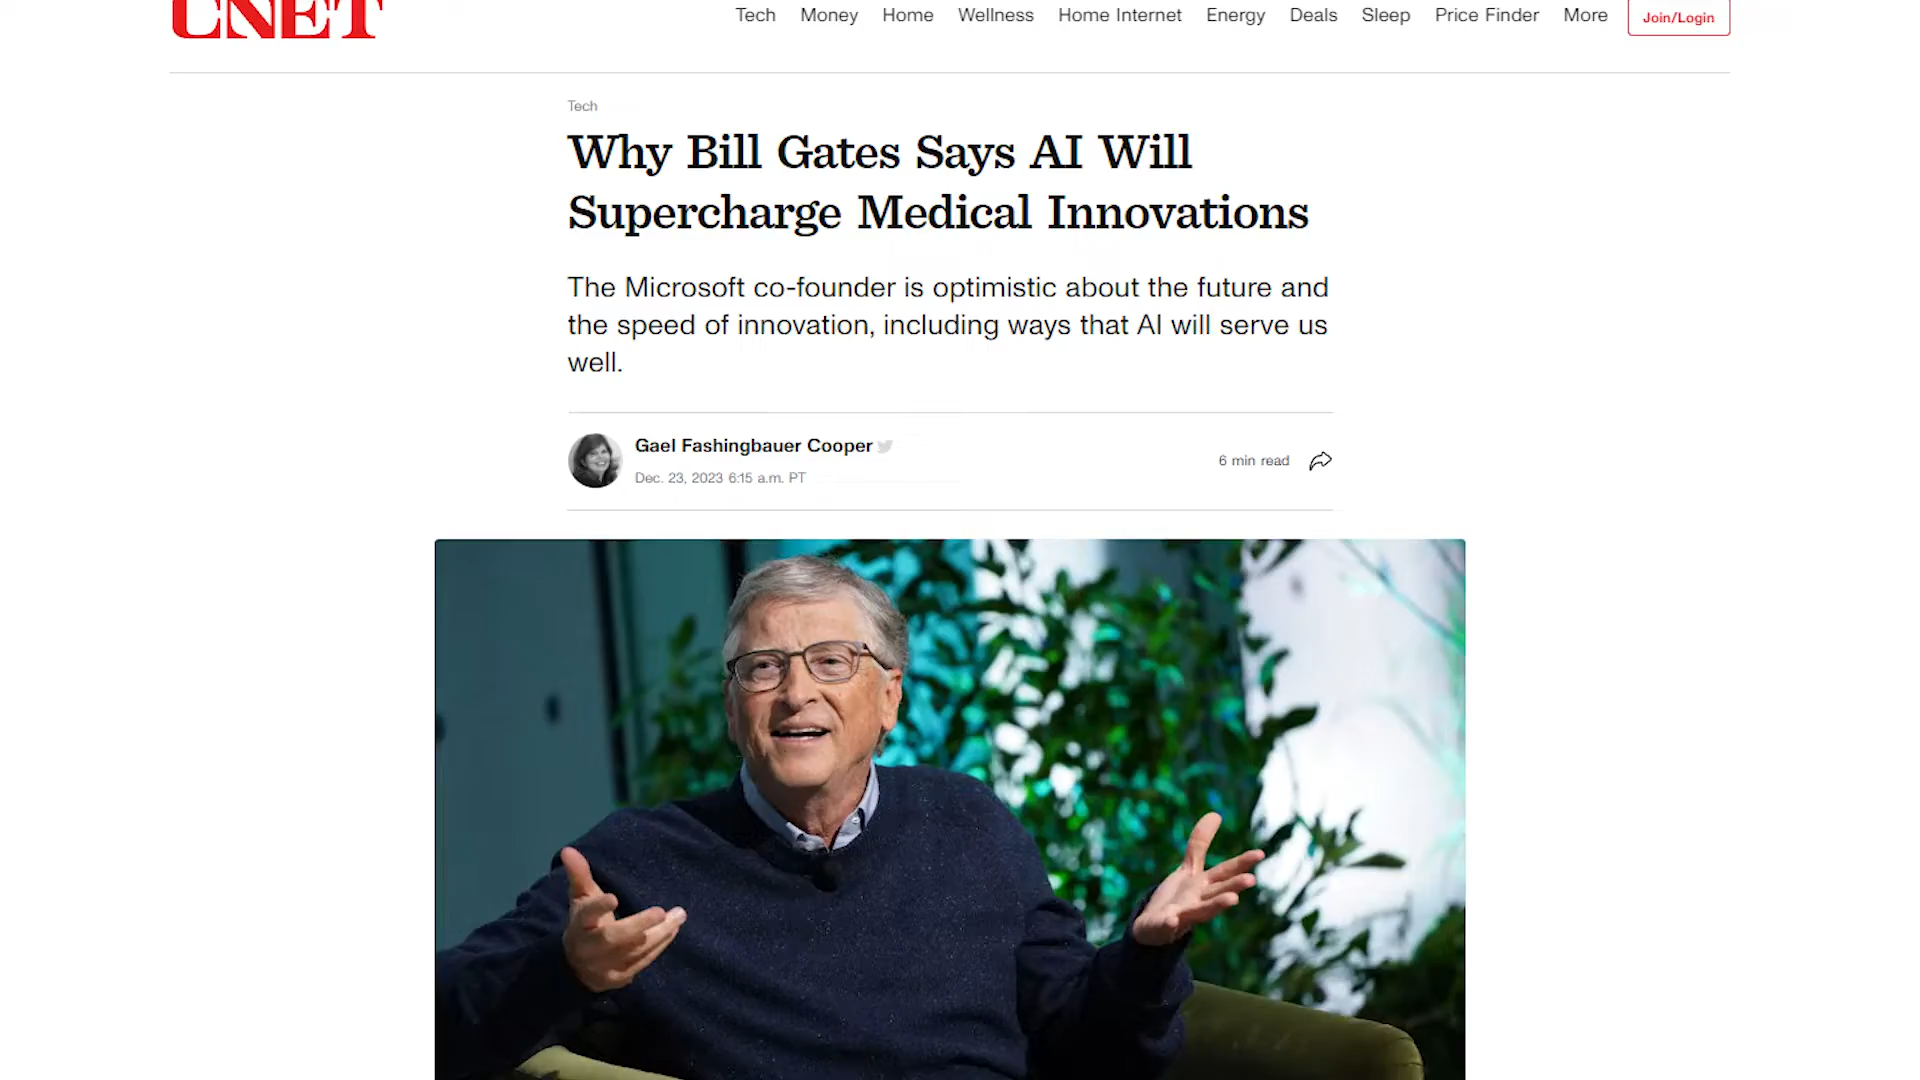 CNET
Tech Money Home Wellness Home Internet Energy Deals Sleep Price Finder More Join/Login
Tech
Why Bill Gates Says AI Will
Supercharge Medical Innovations
The Microsoft co-founder is optimistic about the future and
the speed of innovation, including ways that AI will serve us
well.
Gael Fashingbauer Cooper
Dec. 23, 2023 6:15 a.m. PT
6 min read